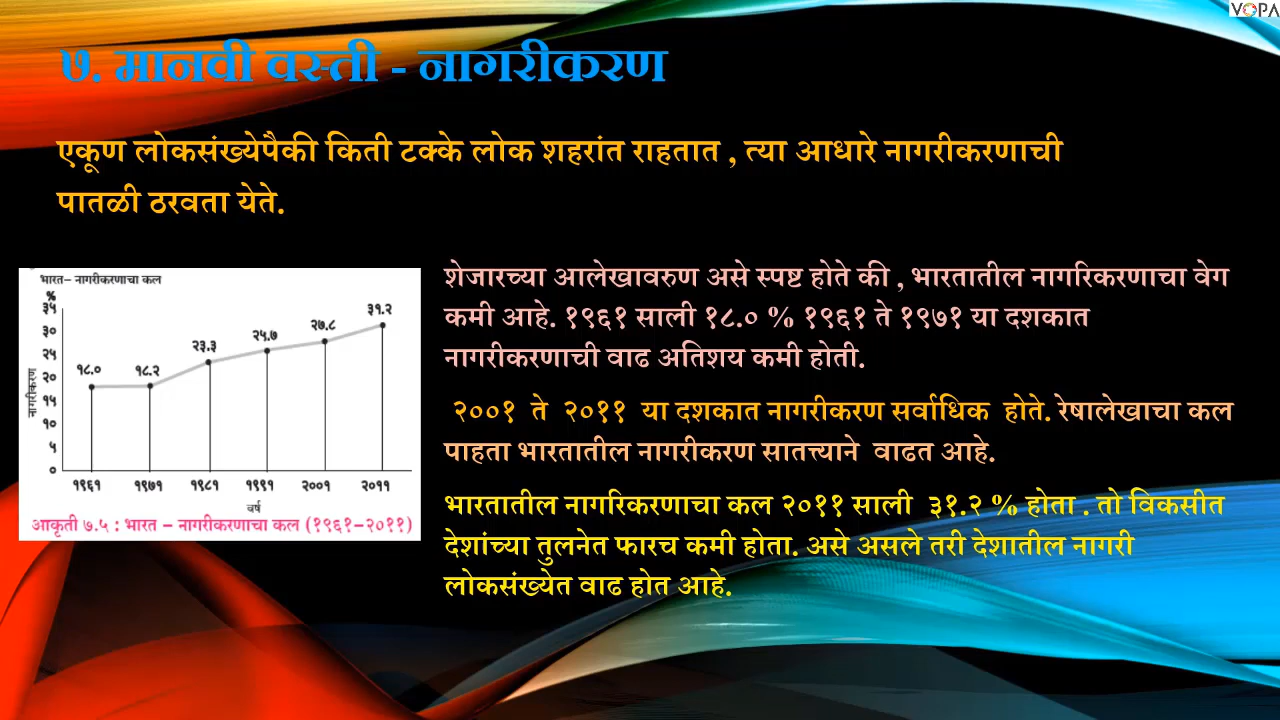 VOPA
७. मानवी वस्ती - नागरीकरण
एकूण लोकसंख्येपैकी किती टक्के लोक शहरांत राहतात , त्या आधारे नागरीकरणाची
पातळी ठरवता येते.
भारत– नागरीकरणाचा कल
%
३५
३०
२५
२०
१५
१०
५
०
नागरीकरण
१८.०
१८.२
२३.३
२५.७
२७.८
३१.२
१९६१ १९७१ १९८१ १९९१ २००१ २०११
वर्ष
आकृती ७.५ : भारत – नागरीकरणाचा कल (१९६१–२०११)
शेजारच्या आलेखावरुण असे स्पष्ट होते की , भारतातील नागरिकरणाचा वेग
कमी आहे. १९६१ साली १८.० % १९६१ ते १९७१ या दशकात
नागरीकरणाची वाढ अतिशय कमी होती.
२००१ ते २०११ या दशकात नागरीकरण सर्वाधिक होते. रेषालेखाचा कल
पाहता भारतातील नागरीकरण सातत्त्याने वाढत आहे.
भारतातील नागरिकरणाचा कल २०११ साली ३१.२ % होता . तो विकसीत
देशांच्या तुलनेत फारच कमी होता. असे असले तरी देशातील नागरी
लोकसंख्येत वाढ होत आहे.